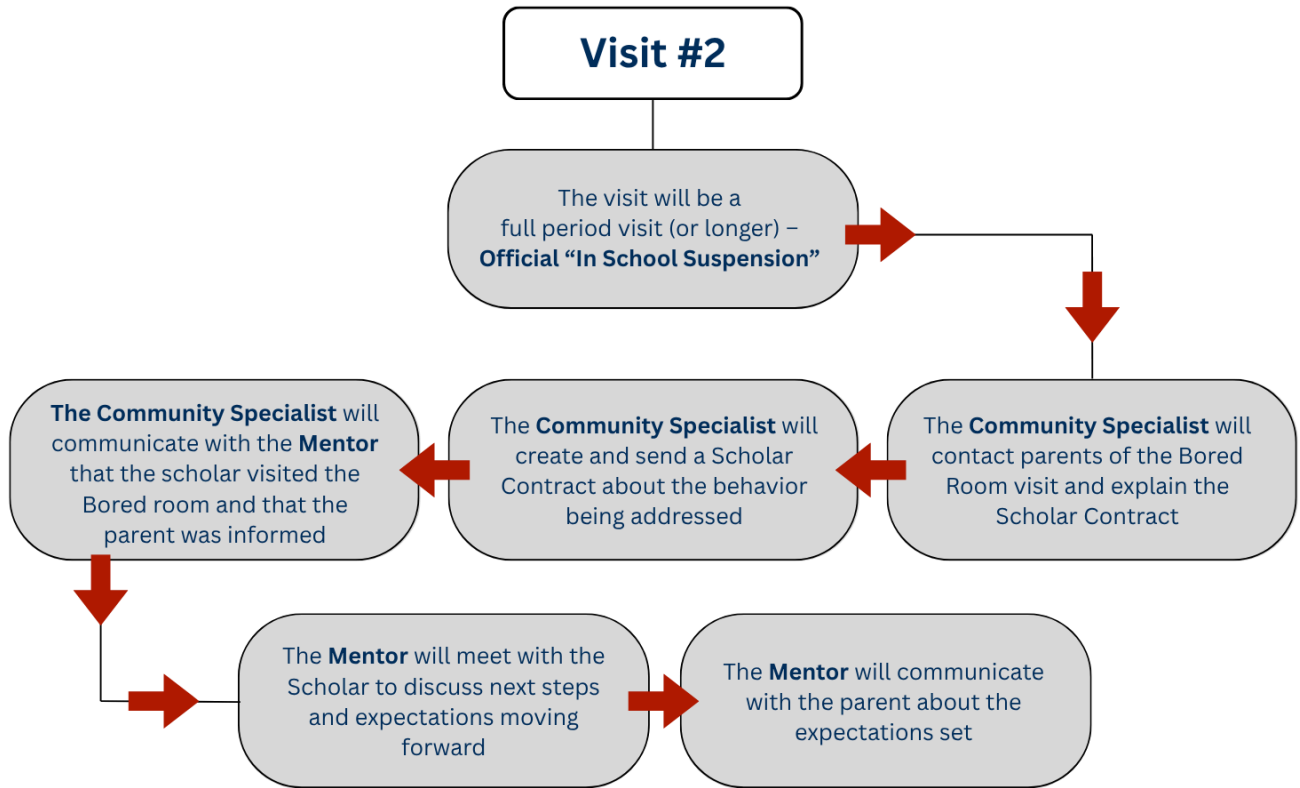 Visit #2
The visit will be a
full period visit (or longer) –
Official “In School Suspension”
The Community Specialist will
contact parents of the Bored
Room visit and explain the
Scholar Contract
The Community Specialist will
create and send a Scholar
Contract about the behavior
being addressed
The Community Specialist will
communicate with the Mentor
that the scholar visited the
Bored room and that the
parent was informed
The Mentor will meet with the
Scholar to discuss next steps
and expectations moving
forward
The Mentor will communicate
with the parent about the
expectations set